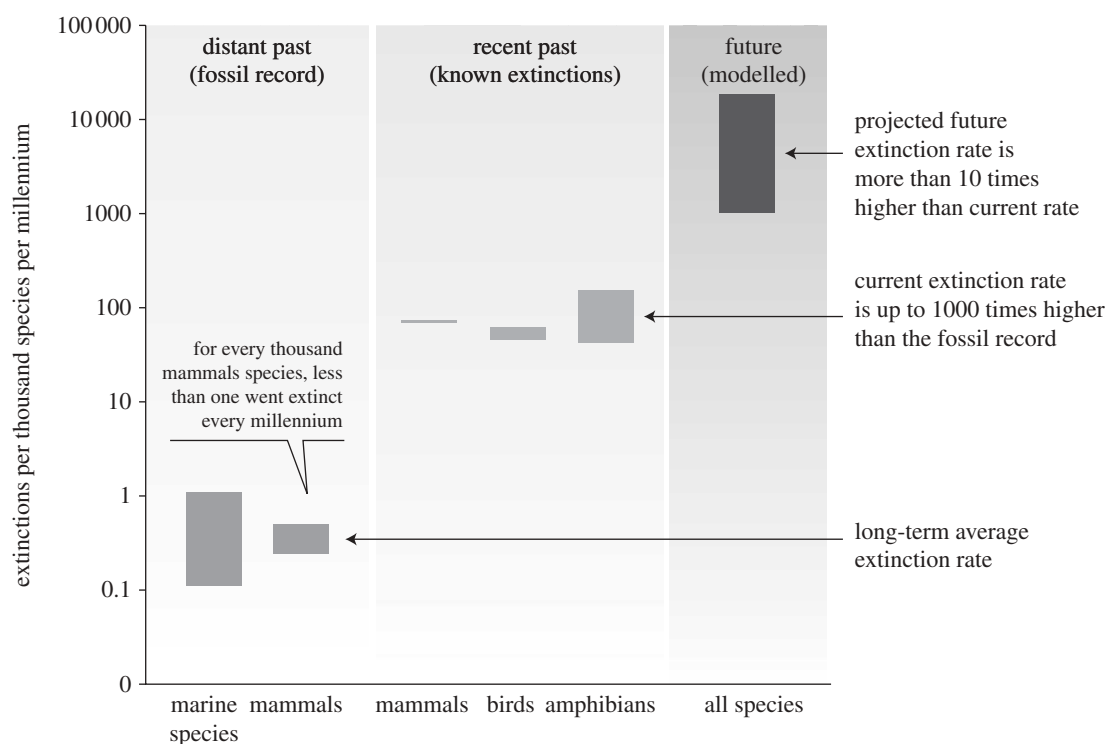 extinctions per thousand species per millennium
100 000
10 000
1000
100
10
1
0.1
0
distant past
(fossil record)
recent past
(known extinctions)
future
(modelled)
for every thousand
mammals species, less
than one went extinct
every millennium
projected future
extinction rate is
more than 10 times
higher than current rate
current extinction rate
is up to 1000 times higher
than the fossil record
long-term average
extinction rate
marine
species
mammals
mammals
birds
amphibians
all species